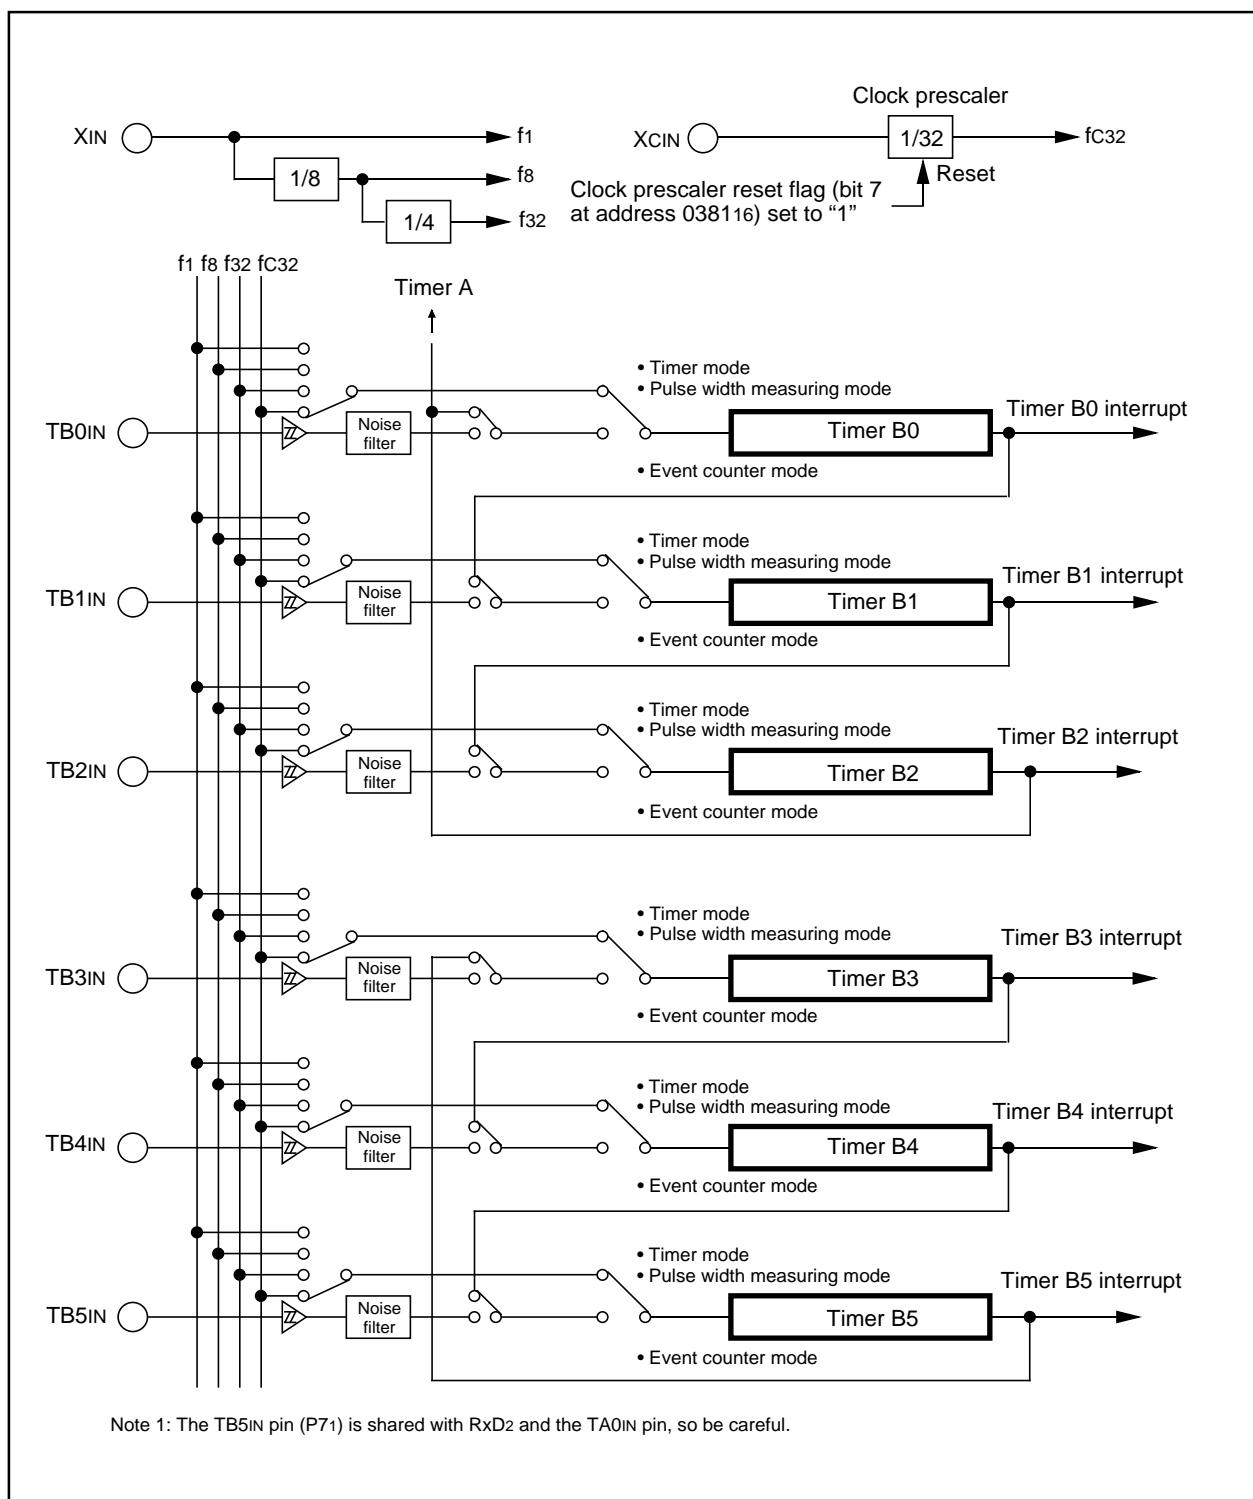 Clock prescaler
XIN
f1
XCIN
1/32
fC32
1/8
f8
Reset
Clock prescaler reset flag (bit 7
at address 038116) set to “1”
1/4
f32
f1 f8 f32 fC32
Timer A
• Timer mode
• Pulse width measuring mode
TB0IN
Noise
filter
Timer B0
Timer B0 interrupt
• Event counter mode
• Timer mode
• Pulse width measuring mode
TB1IN
Noise
filter
Timer B1
Timer B1 interrupt
• Event counter mode
• Timer mode
• Pulse width measuring mode
TB2IN
Noise
filter
Timer B2
Timer B2 interrupt
• Event counter mode
• Timer mode
• Pulse width measuring mode
TB3IN
Noise
filter
Timer B3
Timer B3 interrupt
• Event counter mode
• Timer mode
• Pulse width measuring mode
TB4IN
Noise
filter
Timer B4
Timer B4 interrupt
• Event counter mode
• Timer mode
• Pulse width measuring mode
TB5IN
Noise
filter
Timer B5
Timer B5 interrupt
• Event counter mode
Note 1: The TB5IN pin (P71) is shared with RxD2 and the TA0IN pin, so be careful.